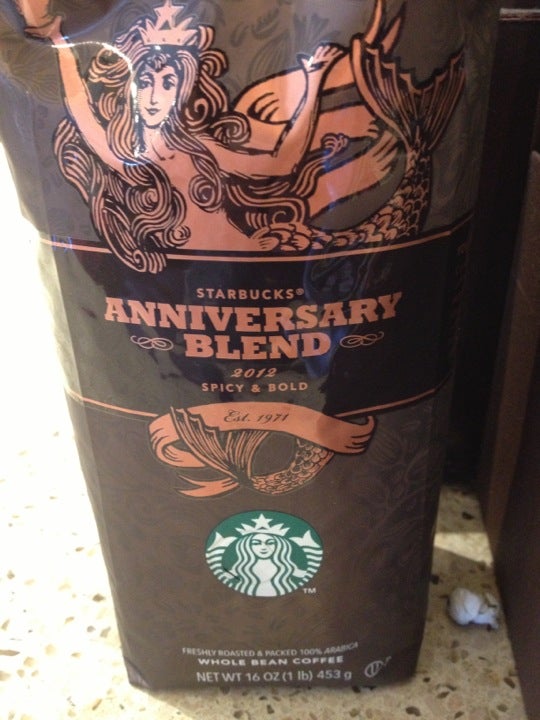 STARBUCKS®
ANNIVERSARY
BLEND
2012
SPICY & BOLD
Est. 1971
TM
FRESHLY ROASTED & PACKED 100% ARABICA
WHOLE BEAN COFFEE
NET WT 16 OZ (1 lb) 453 g